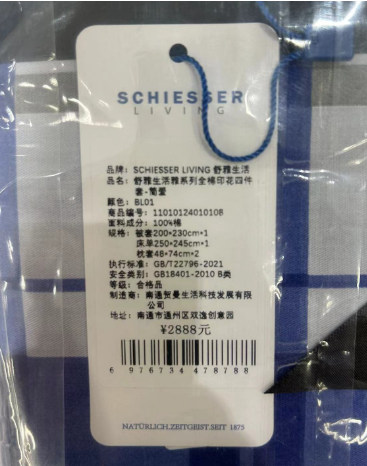 SCHIESSER
LIVING
品牌：SCHIESSER LIVING 舒雅生活
品名：舒雅生活雅系列全棉印花四件
套-蔔蔓
颜色：BL01
商品编号：11010124010108
面料成分：100%棉
规格：被套200*230cm*1
床单250*245cm*1
枕套48*74cm*2
执行标准：GB/T22796-2021
安全类别：GB18401-2010 B类
等级：合格品
制造商：南通贺曼生活科技发展有限
公司
地址：南通市通州区双逸创意园
¥2888元
6 976734 478788
NATÜRLICH.ZEITGEIST.SEIT 1875